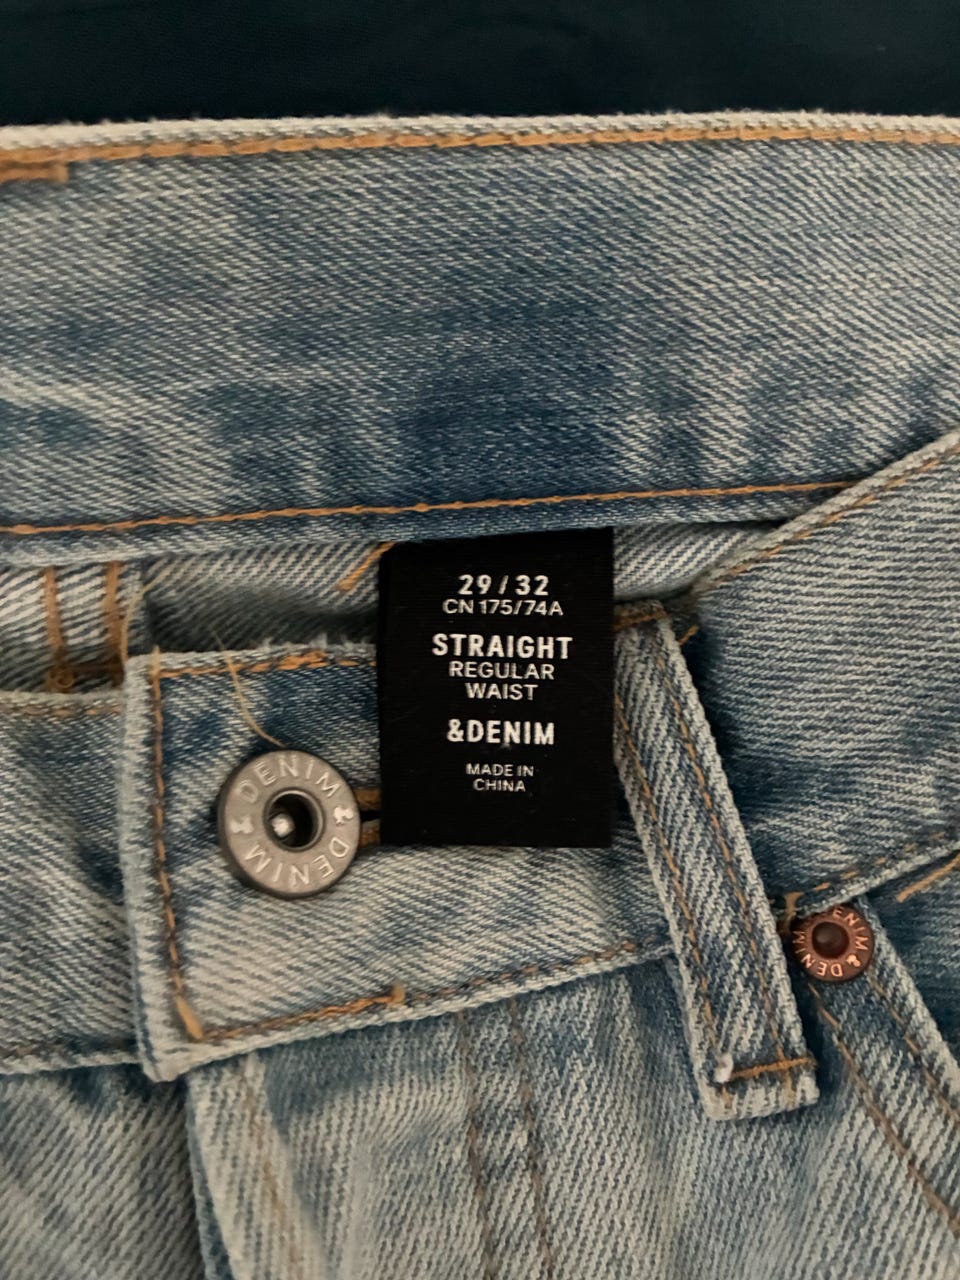 29/32
CN 175/74A
STRAIGHT
REGULAR
WAIST
&DENIM
MADE IN
CHINA
DENIM & DENIM &
DENIM & DENIM